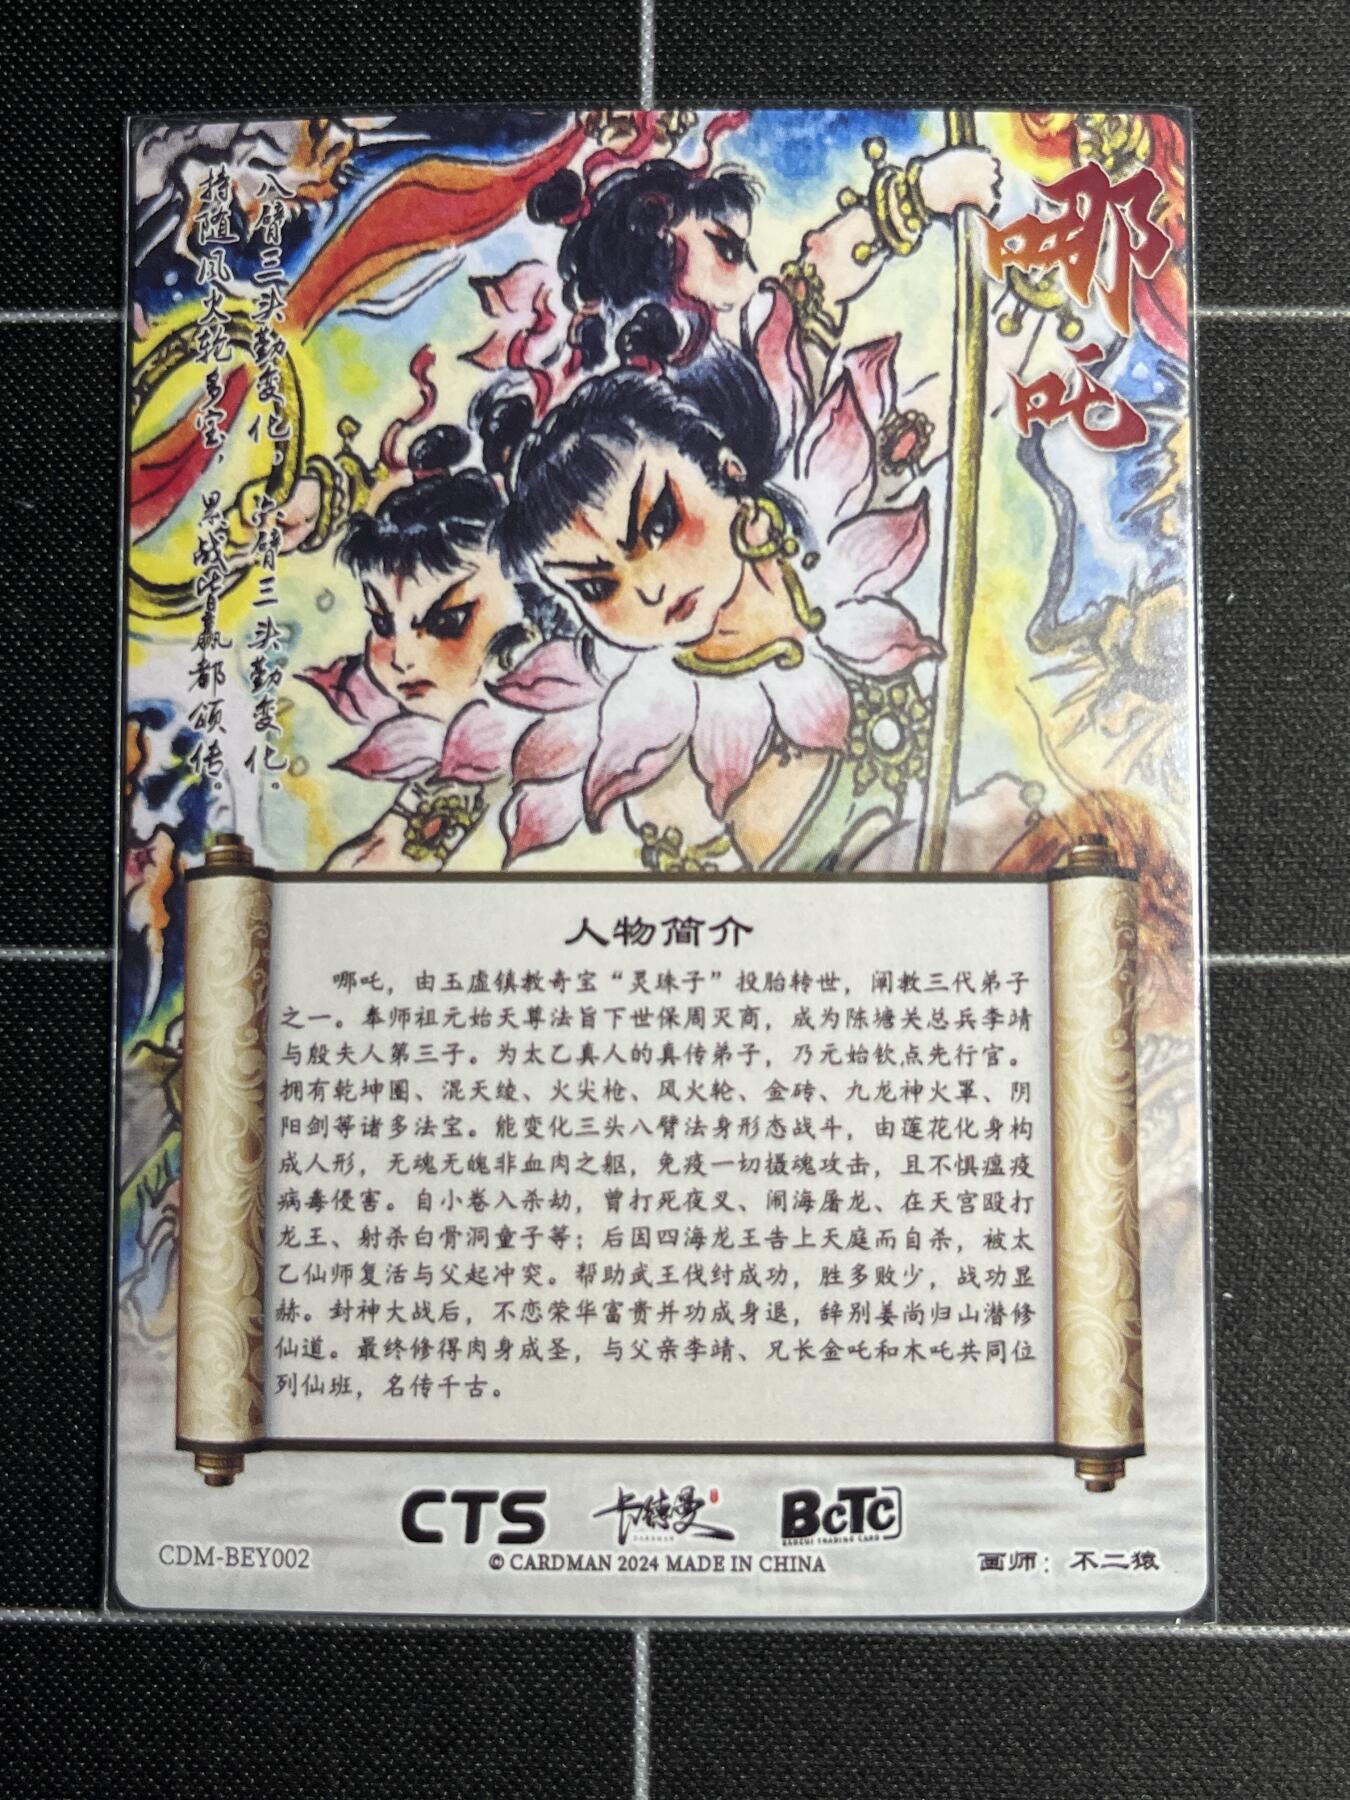 哪吒
八臂三头勤变化。六臂三头勤变化。
持随风火轮多宝，累战皆赢都颂传。
人物简介
哪吒，由玉虚镇教奇宝“灵珠子”投胎转世，阐教三代弟子
之一。奉师祖元始天尊法旨下世保周灭商，成为陈塘关总兵李靖
与殷夫人第三子。为太乙真人的真传弟子，乃元始钦点先行官。
拥有乾坤圈、混天绫、火尖枪、风火轮、金砖、九龙神火罩、阴
阳剑等诸多法宝。能变化三头八臂法身形态战斗，由莲花化身构
成人形，无魂无魄非血肉之躯，免疫一切摄魂攻击，且不惧瘟疫
病毒侵害。自小卷入杀劫，曾打死夜叉、闹海屠龙、在天宫殴打
龙王、射杀白骨洞童子等；后因四海龙王告上天庭而自杀，被太
乙仙师复活与父起冲突。帮助武王伐纣成功，胜多败少，战功显
赫。封神大战后，不恋荣华富贵并功成身退，辞别姜尚归山潜修
仙道。最终修得肉身成圣，与父亲李靖、兄长金吒和木吒共同位
列仙班，名传千古。
CTS 卡德曼 BCTC
CDM-BEY002
© CARDMAN 2024 MADE IN CHINA
画师：不二猿